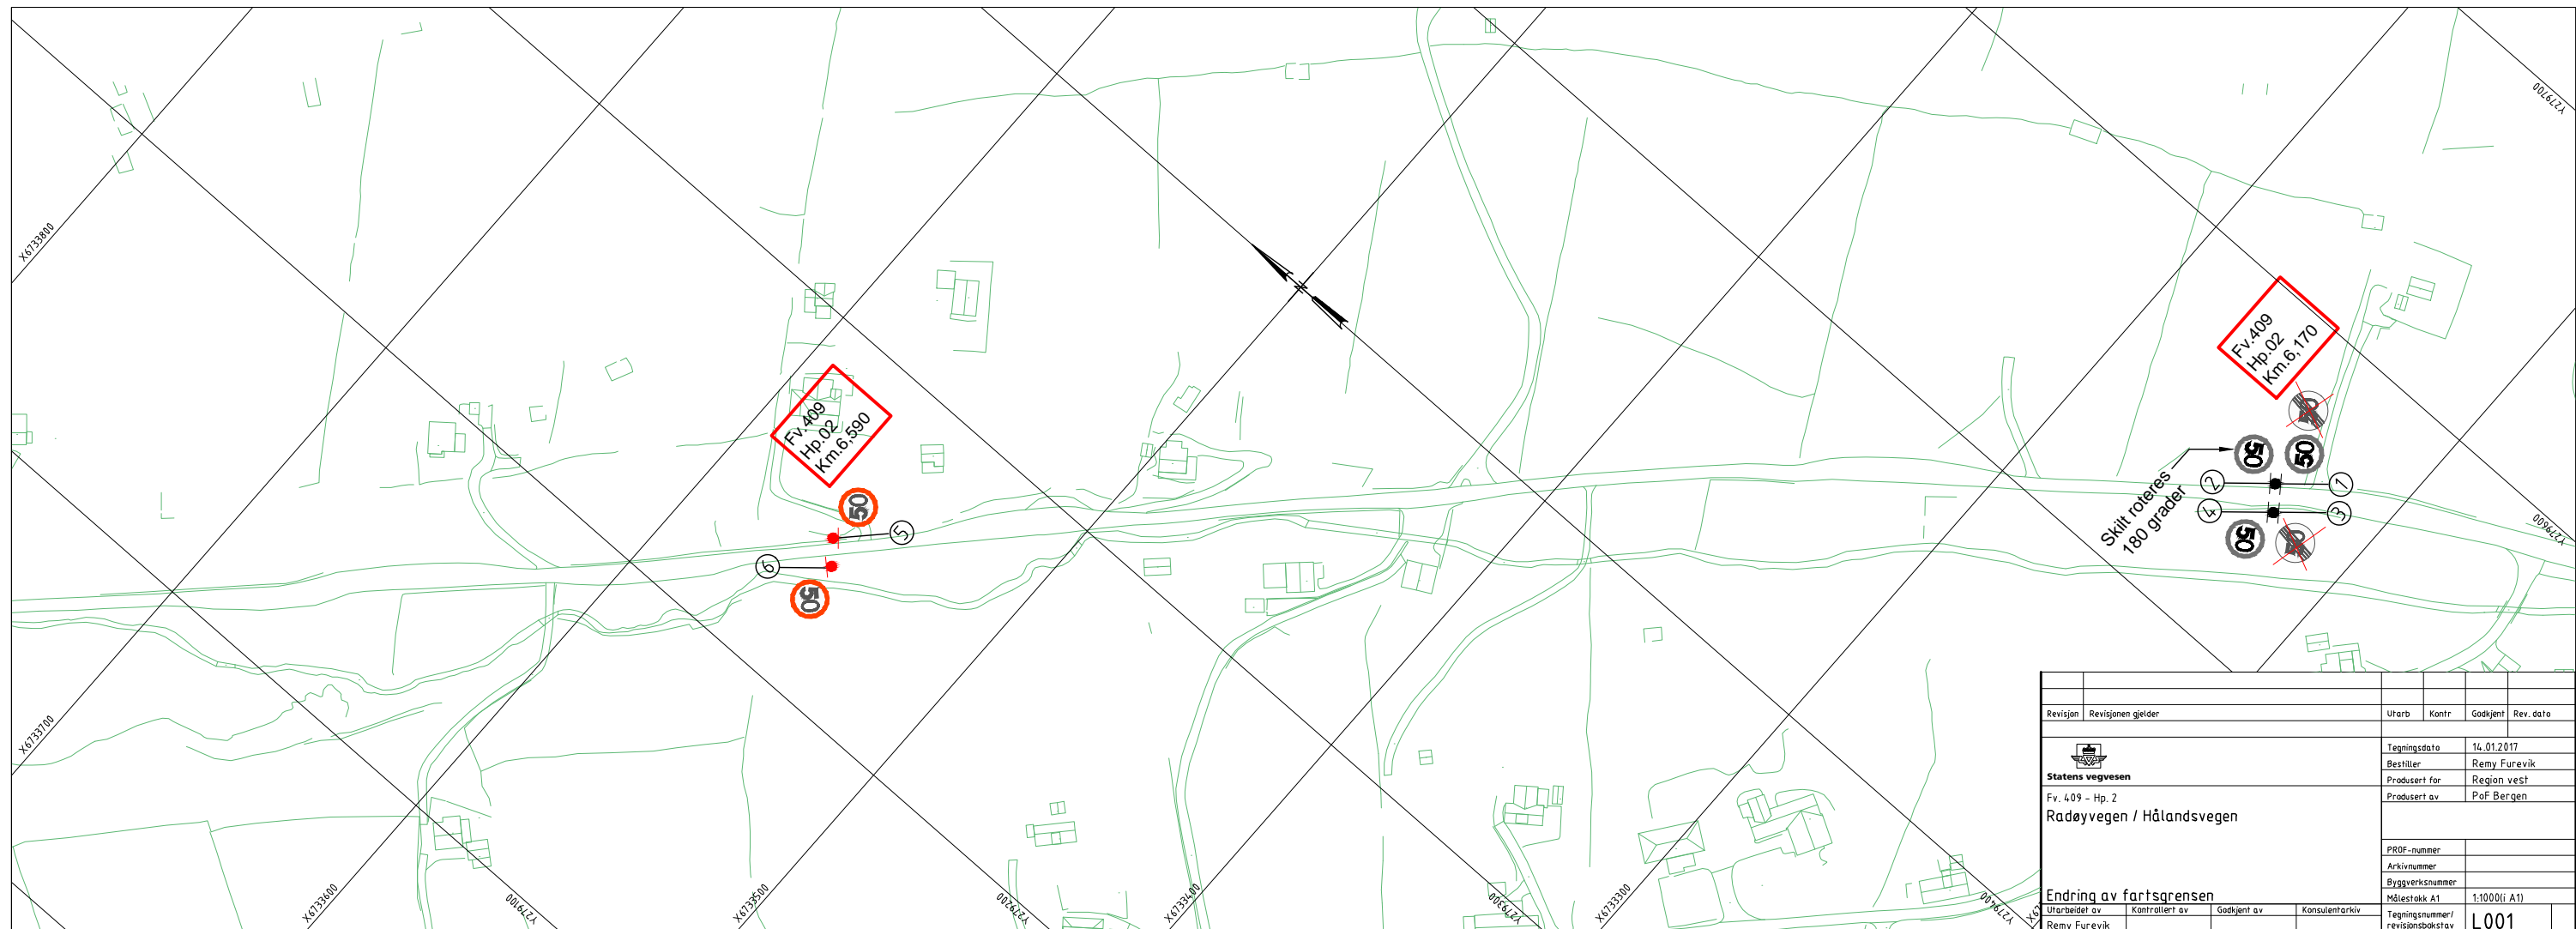 X6733800
X6733700
X6733600
Y279100
X6733500
Y279200
X6733400
Y279300
X6733300
Y279400
X67
Y279700
Y279600
N
Fv.409
Hp.02
Km.6,590
50
5
6
50
Fv.409
Hp.02
Km.6,170
50
50
Skilt roteres
180 grader
2
1
4
3
50
Revisjon
Revisjonen gjelder
Utarb
Kontr
Godkjent
Rev. dato
Statens vegvesen
Tegningsdato
14.01.2017
Bestiller
Remy Furevik
Produsert for
Region vest
Produsert av
PoF Bergen
Fv. 409 - Hp. 2
Radøyvegen / Hålandsvegen
PROF-nummer
Arkivnummer
Byggverksnummer
Endring av fartsgrensen
Målestokk A1
1:1000(i A1)
Utarbeidet av
Kontrollert av
Godkjent av
Konsulentarkiv
Remy Furevik
Tegningsnummer/
revisjonsbokstav
L001